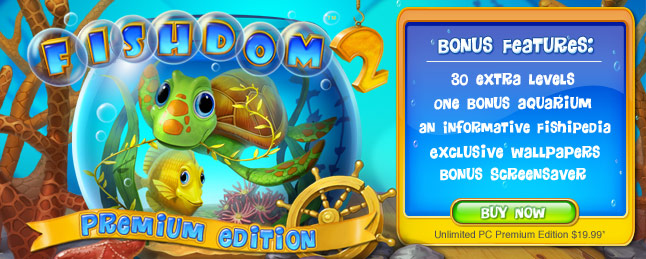 FISHDOM 2™
PREMIUM EDITION
BONUS FEATURES:
30 EXTRA LEVELS
ONE BONUS AQUARIUM
AN INFORMATIVE FISHIPEDIA
EXCLUSIVE WALLPAPERS
BONUS SCREENSAVER
BUY NOW
Unlimited PC Premium Edition $19.99*